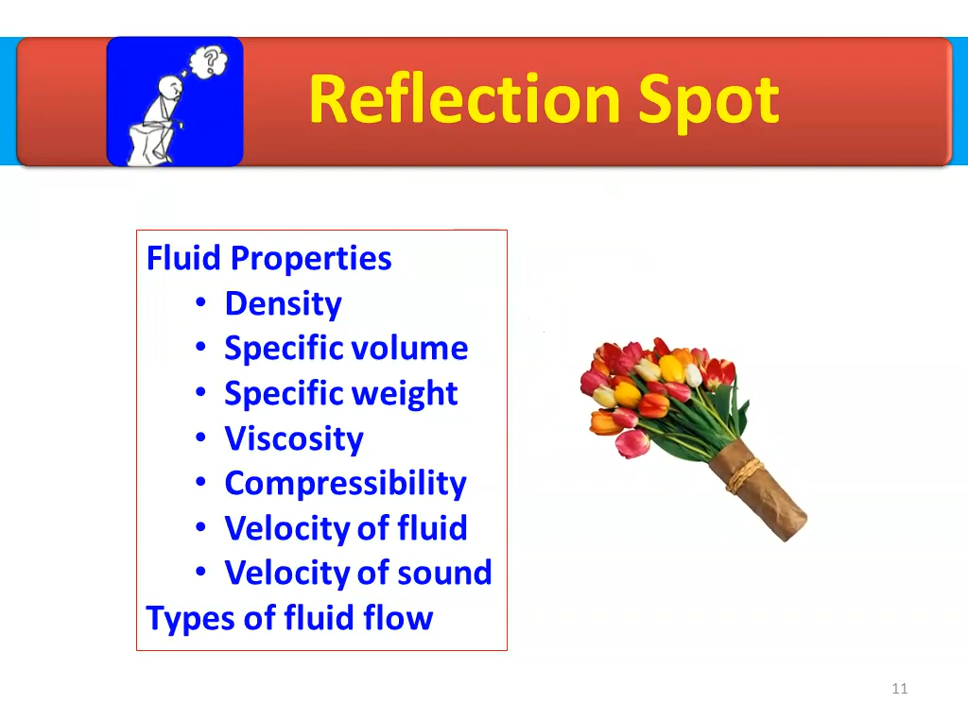 ?
Reflection Spot
Fluid Properties
• Density
• Specific volume
• Specific weight
• Viscosity
• Compressibility
• Velocity of fluid
• Velocity of sound
Types of fluid flow
11